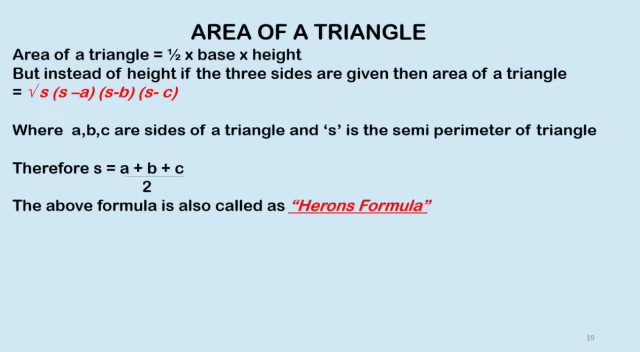 AREA OF A TRIANGLE
Area of a triangle = ½ x base x height
But instead of height if the three sides are given then area of a triangle
= √ s (s –a) (s-b) (s- c)
Where  a,b,c are sides of a triangle and ‘s’ is the semi perimeter of triangle
Therefore s = a + b + c
2
The above formula is also called as “Herons Formula”
19